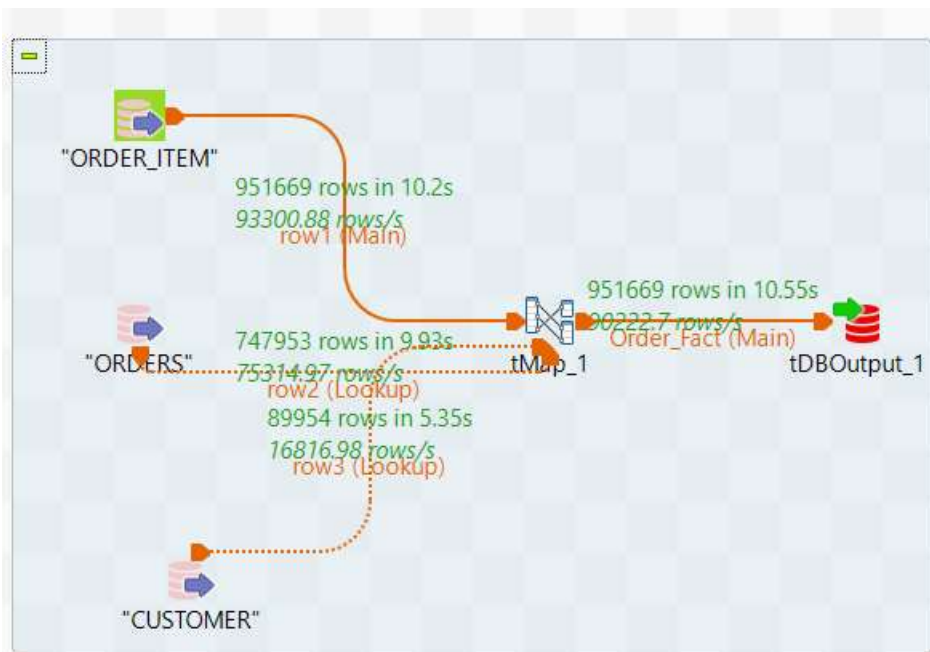 "ORDER_ITEM"
951669 rows in 10.2s
93300.88 rows/s
row1 (Main)
951669 rows in 10.55s
90222.7 rows/s
Order_Fact (Main)
"ORDERS"
747953 rows in 9.93s
75314.97 rows/s
row2 (Lookup)
tMap_1
tDBOutput_1
89954 rows in 5.35s
16816.98 rows/s
row3 (Lookup)
"CUSTOMER"